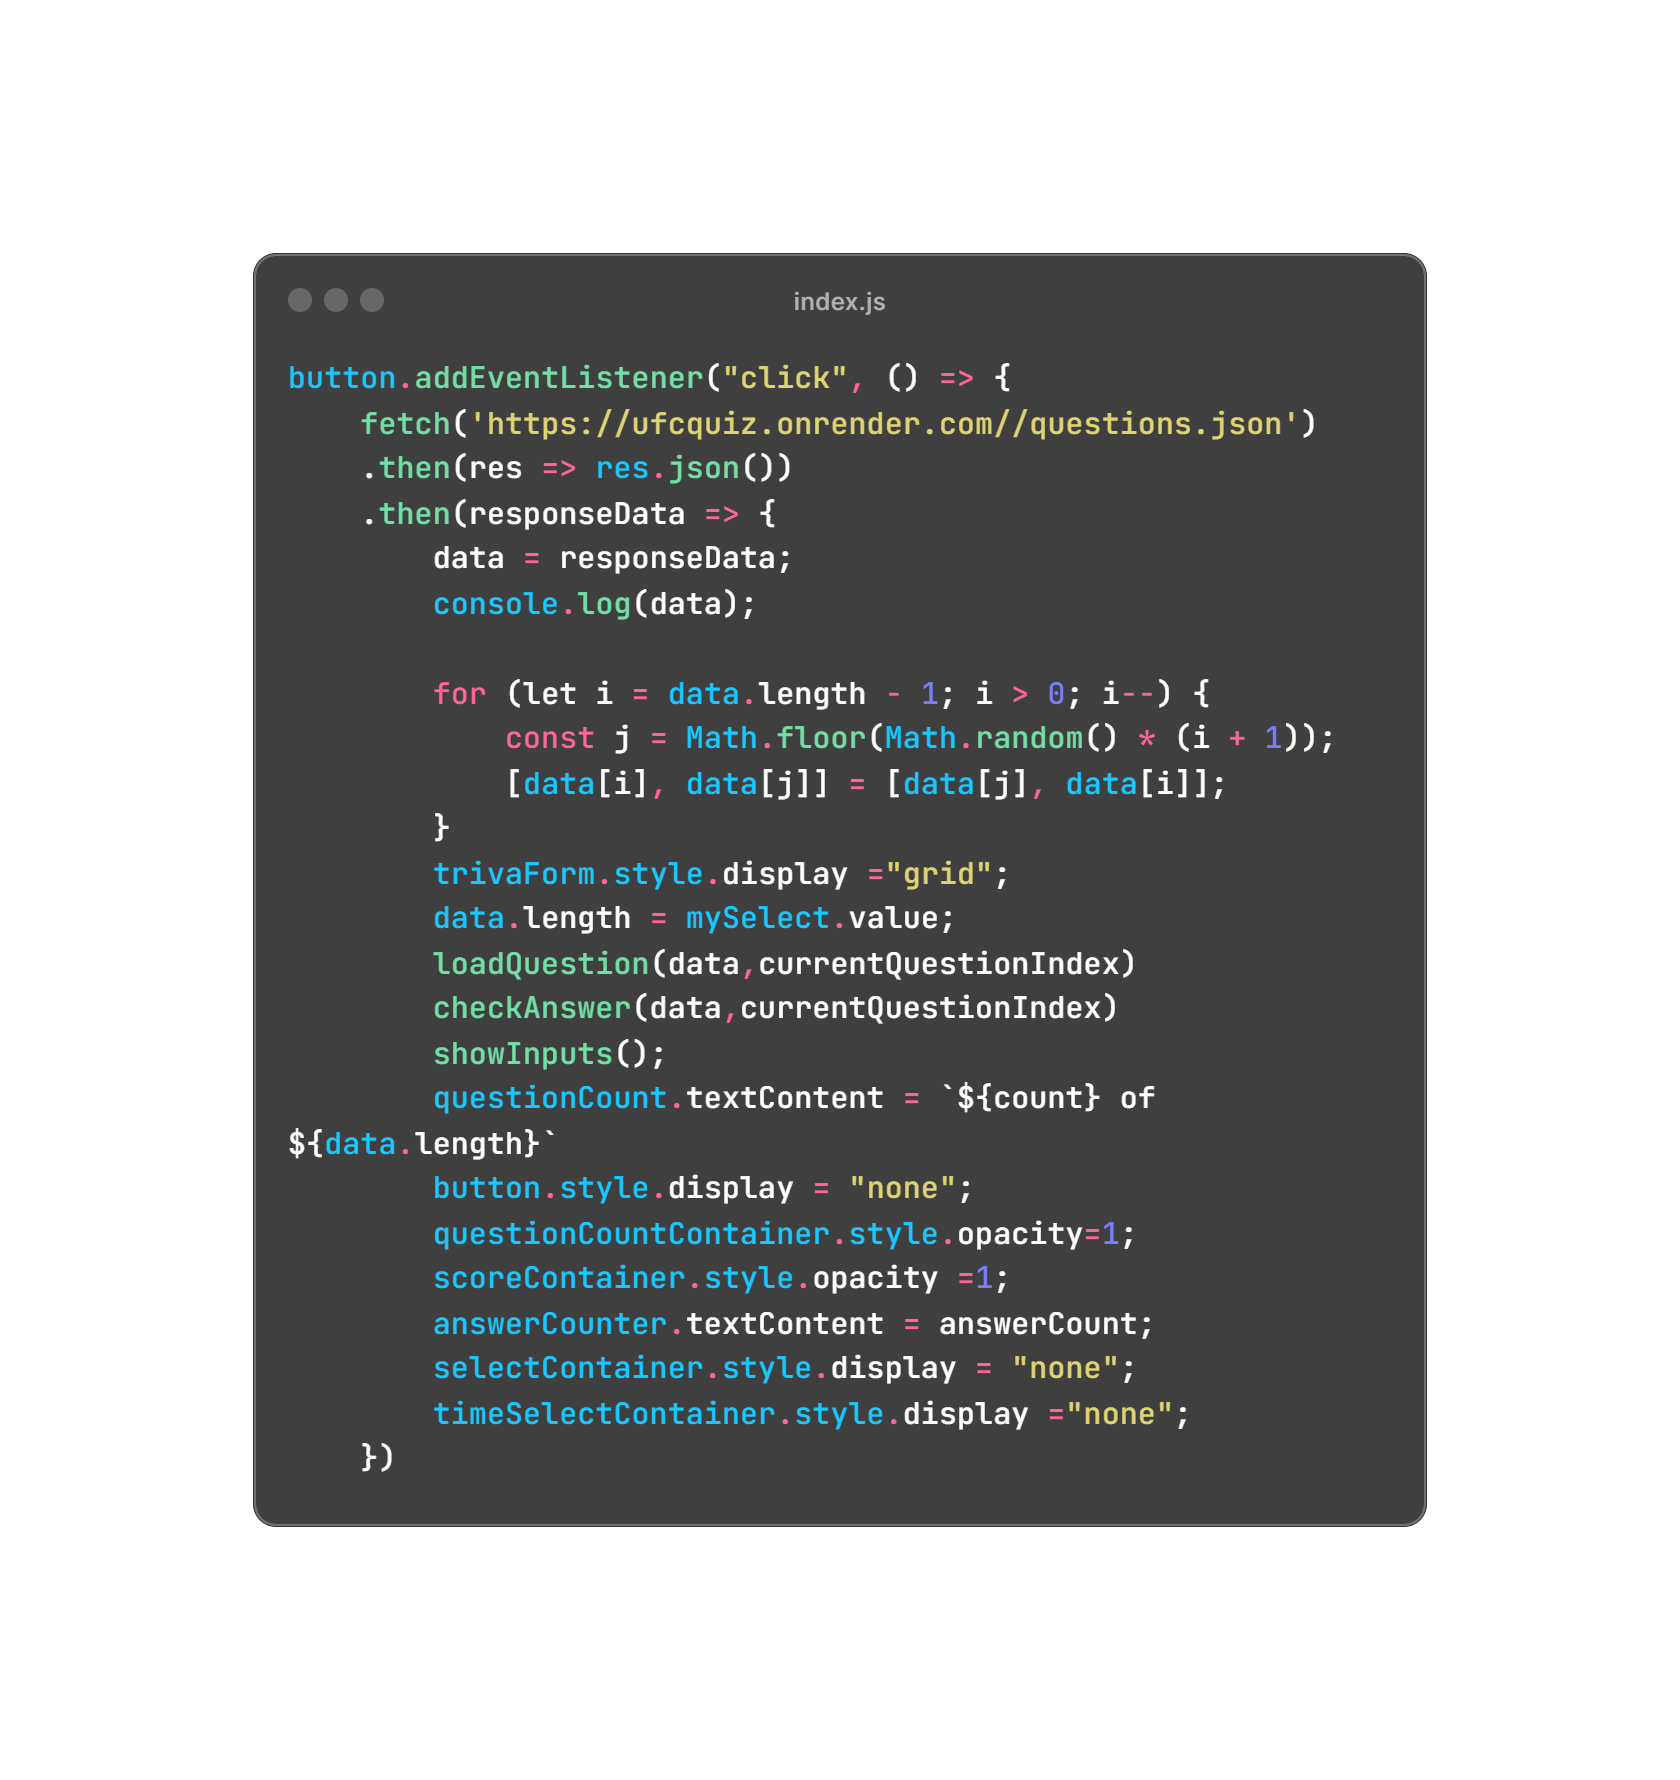 index.js
button.addEventListener("click", () => {
    fetch('https://ufcquiz.onrender.com//questions.json')
    .then(res => res.json())
    .then(responseData => {
        data = responseData;
        console.log(data);

        for (let i = data.length - 1; i > 0; i--) {
            const j = Math.floor(Math.random() * (i + 1));
            [data[i], data[j]] = [data[j], data[i]];
        }
        trivaForm.style.display ="grid";
        data.length = mySelect.value;
        loadQuestion(data,currentQuestionIndex)
        checkAnswer(data,currentQuestionIndex)
        showInputs();
        questionCount.textContent = `${count} of
${data.length}`
        button.style.display = "none";
        questionCountContainer.style.opacity=1;
        scoreContainer.style.opacity =1;
        answerCounter.textContent = answerCount;
        selectContainer.style.display = "none";
        timeSelectContainer.style.display ="none";
    })